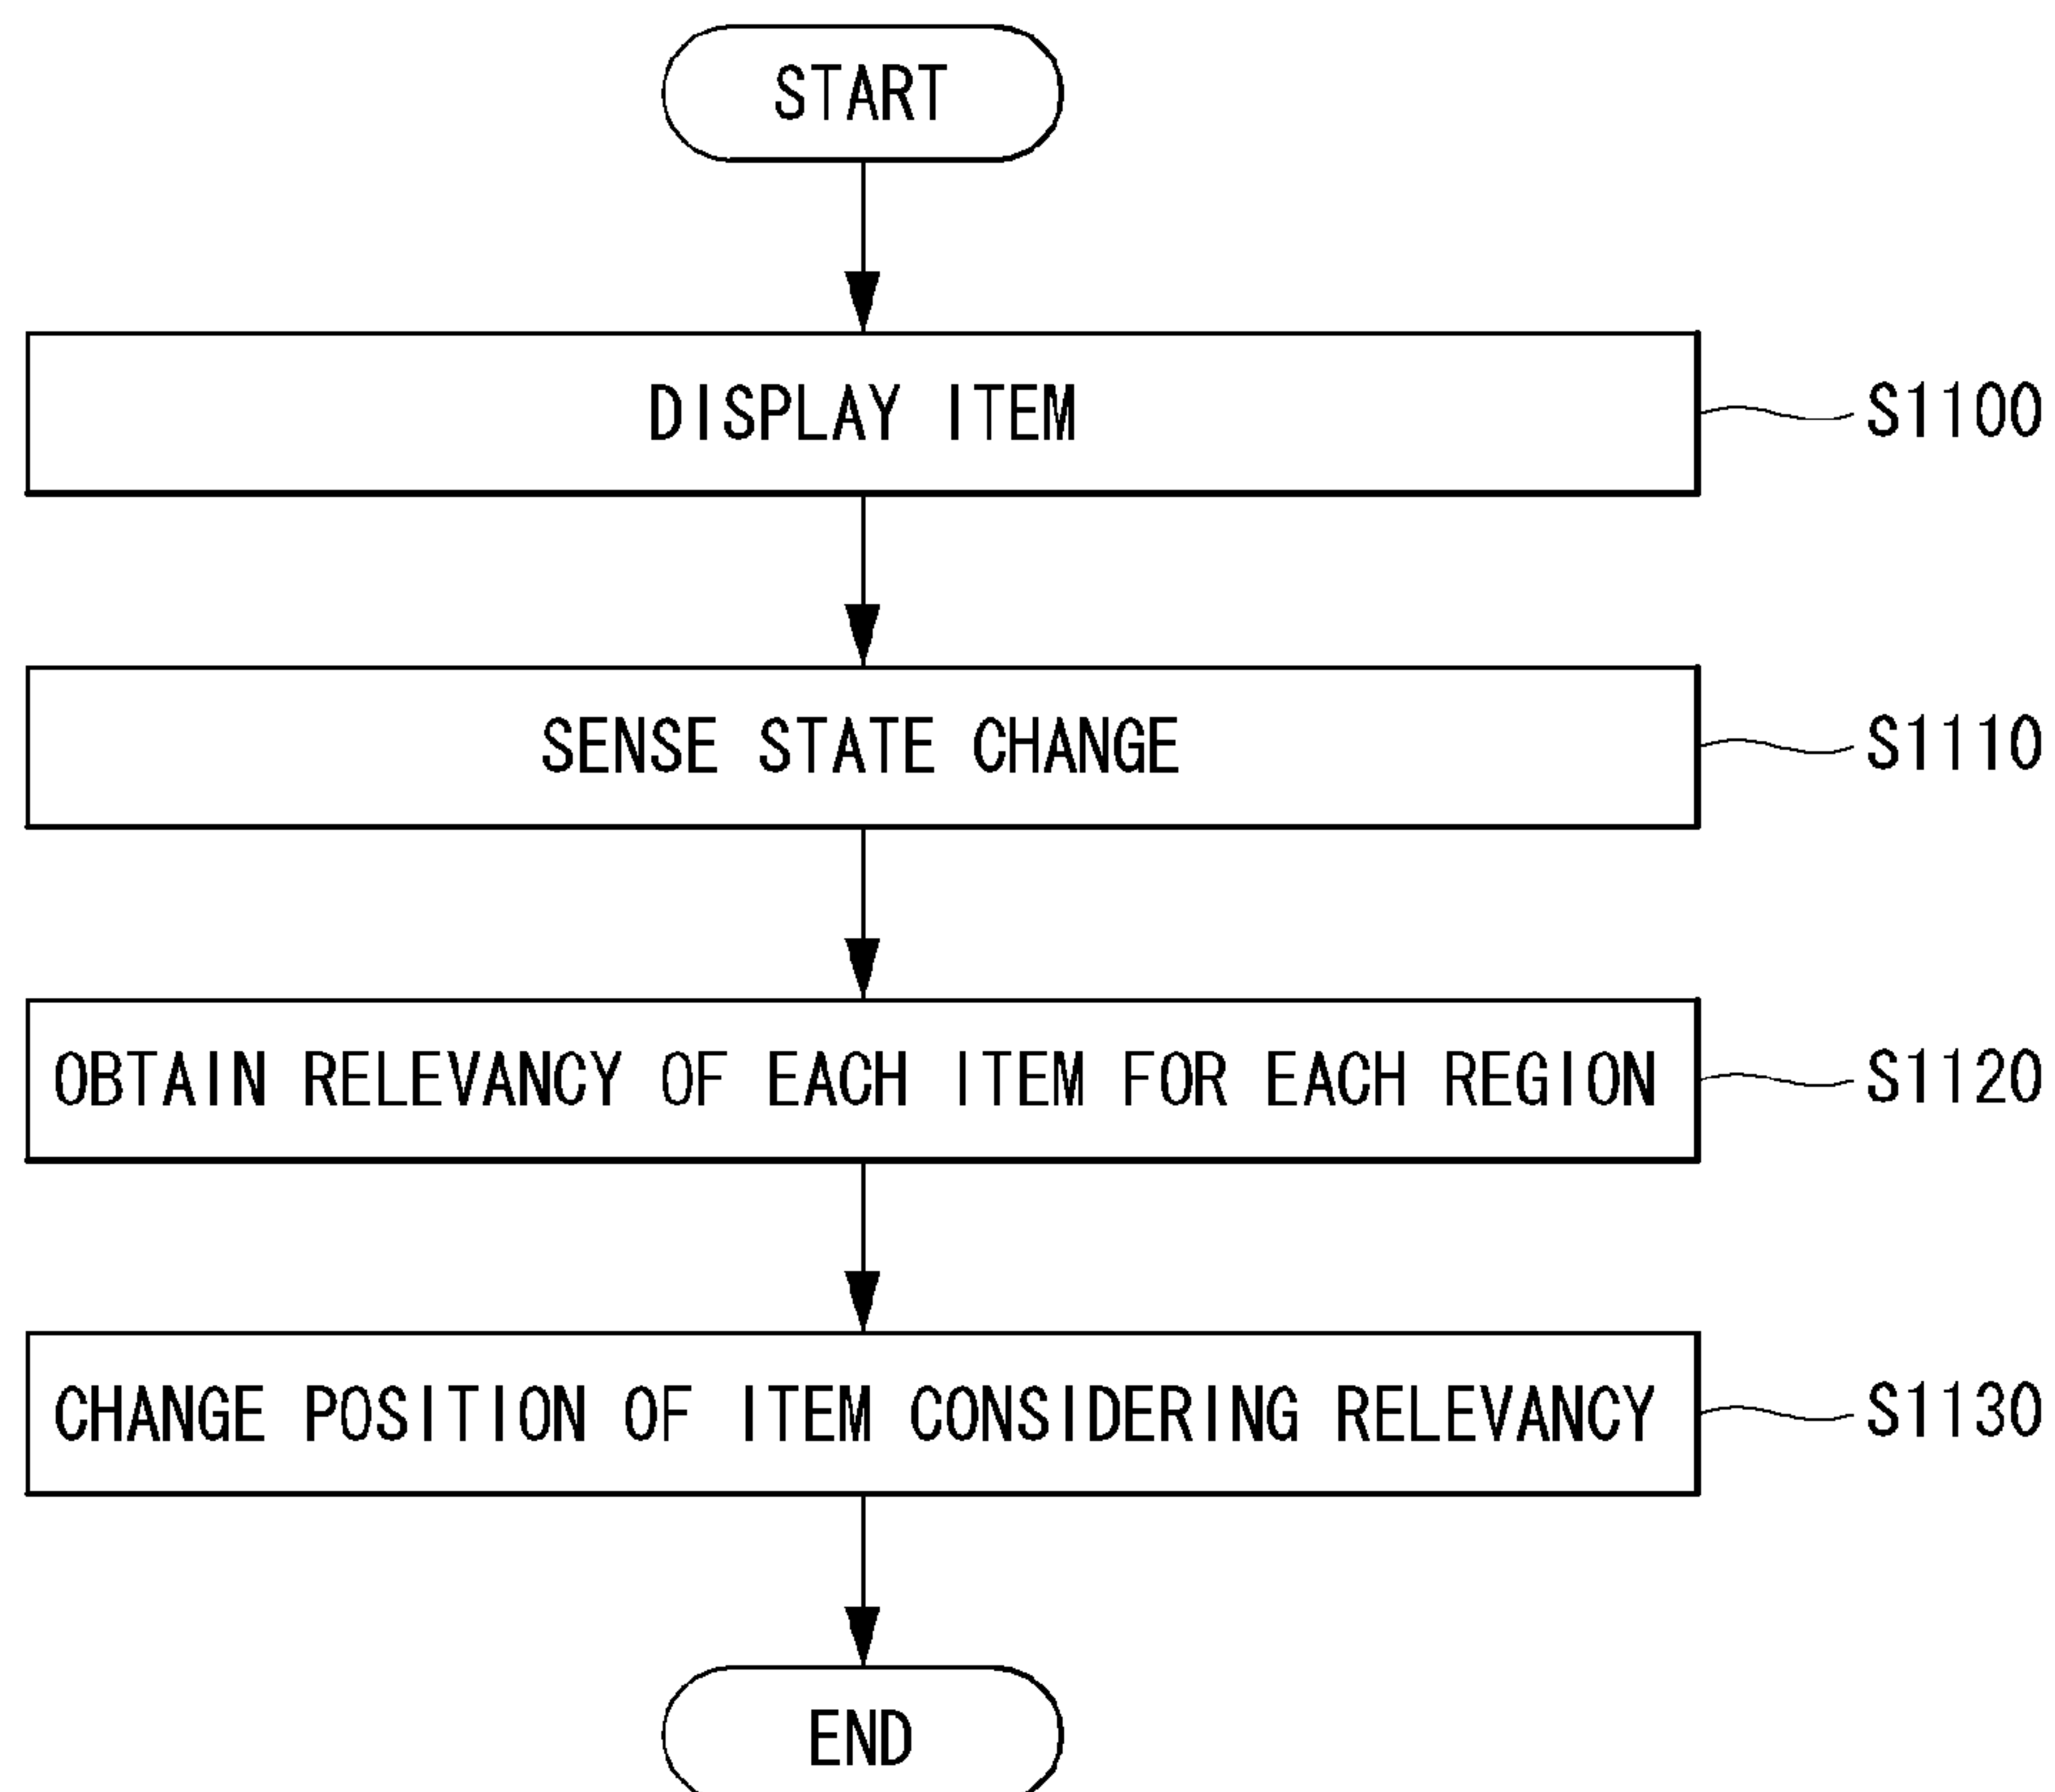 START
DISPLAY ITEM
S1100
SENSE STATE CHANGE
S1110
OBTAIN RELEVANCY OF EACH ITEM FOR EACH REGION
S1120
CHANGE POSITION OF ITEM CONSIDERING RELEVANCY
S1130
END